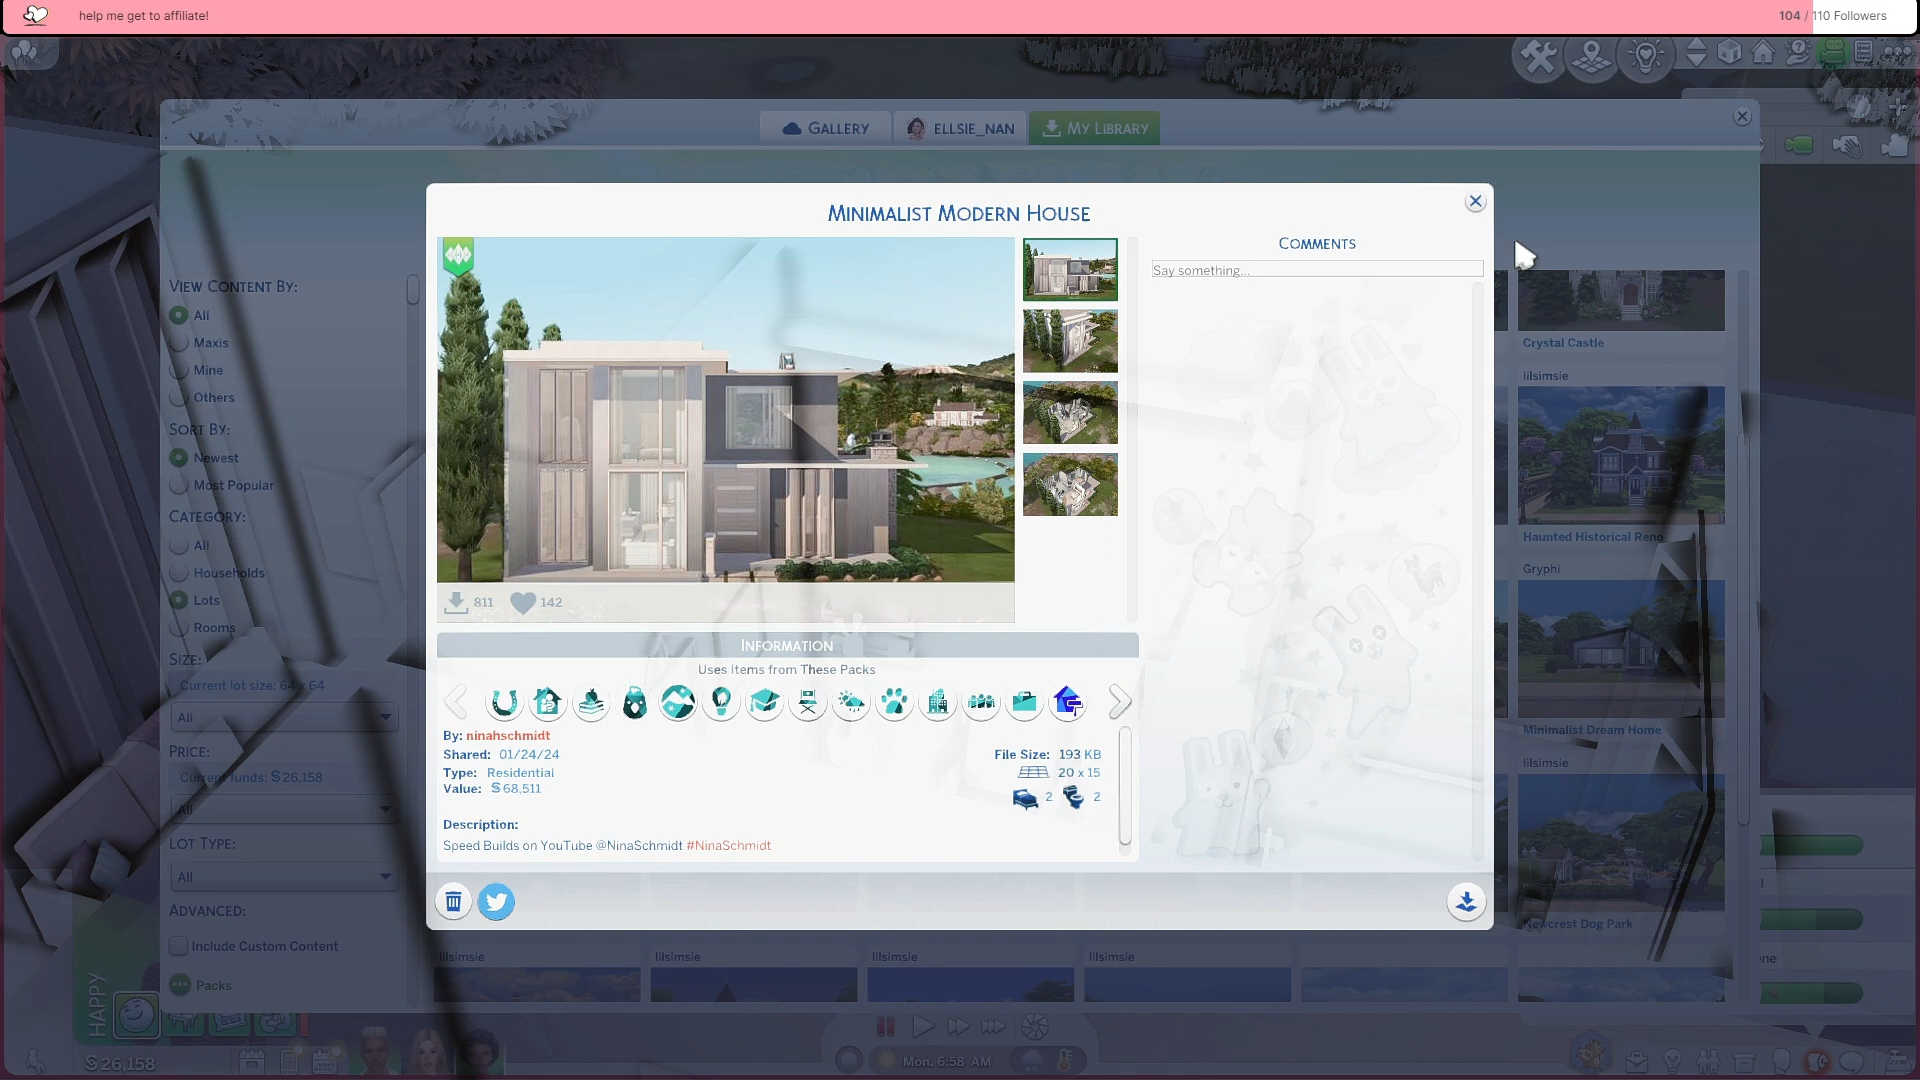 help me get to affiliate!
104 / 110 Followers
GALLERY
ELLSIE_NAN
MY LIBRARY
MINIMALIST MODERN HOUSE
COMMENTS
Say something...
VIEW CONTENT BY:
All
Maxis
Mine
Others
SORT BY:
Newest
Most Popular
CATEGORY:
All
Households
Lots
Rooms
SIZE:
Current lot size: 64 x 64
All
PRICE:
Current funds: §26,158
All
LOT TYPE:
All
ADVANCED:
Include Custom Content
Packs
811
142
INFORMATION
Uses Items from These Packs
By: ninahschmidt
Shared: 01/24/24
Type: Residential
Value: §68,511
File Size: 193 KB
20 x 15
2
2
Description:
Speed Builds on YouTube @NinaSchmidt #NinaSchmidt
Crystal Castle
lilsimsie
Haunted Historical Reno
Gryphi
Minimalist Dream Home
lilsimsie
Newcrest Dog Park
lilsimsie
lilsimsie
lilsimsie
lilsimsie
HAPPY
§26,158
Mon. 6:58 AM